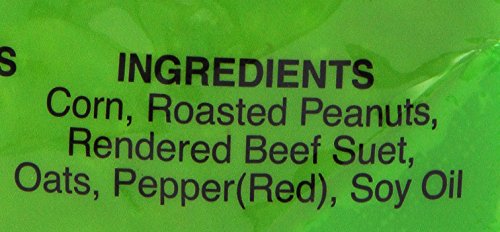 S
INGREDIENTS
Corn, Roasted Peanuts,
Rendered Beef Suet,
Oats, Pepper(Red), Soy Oil